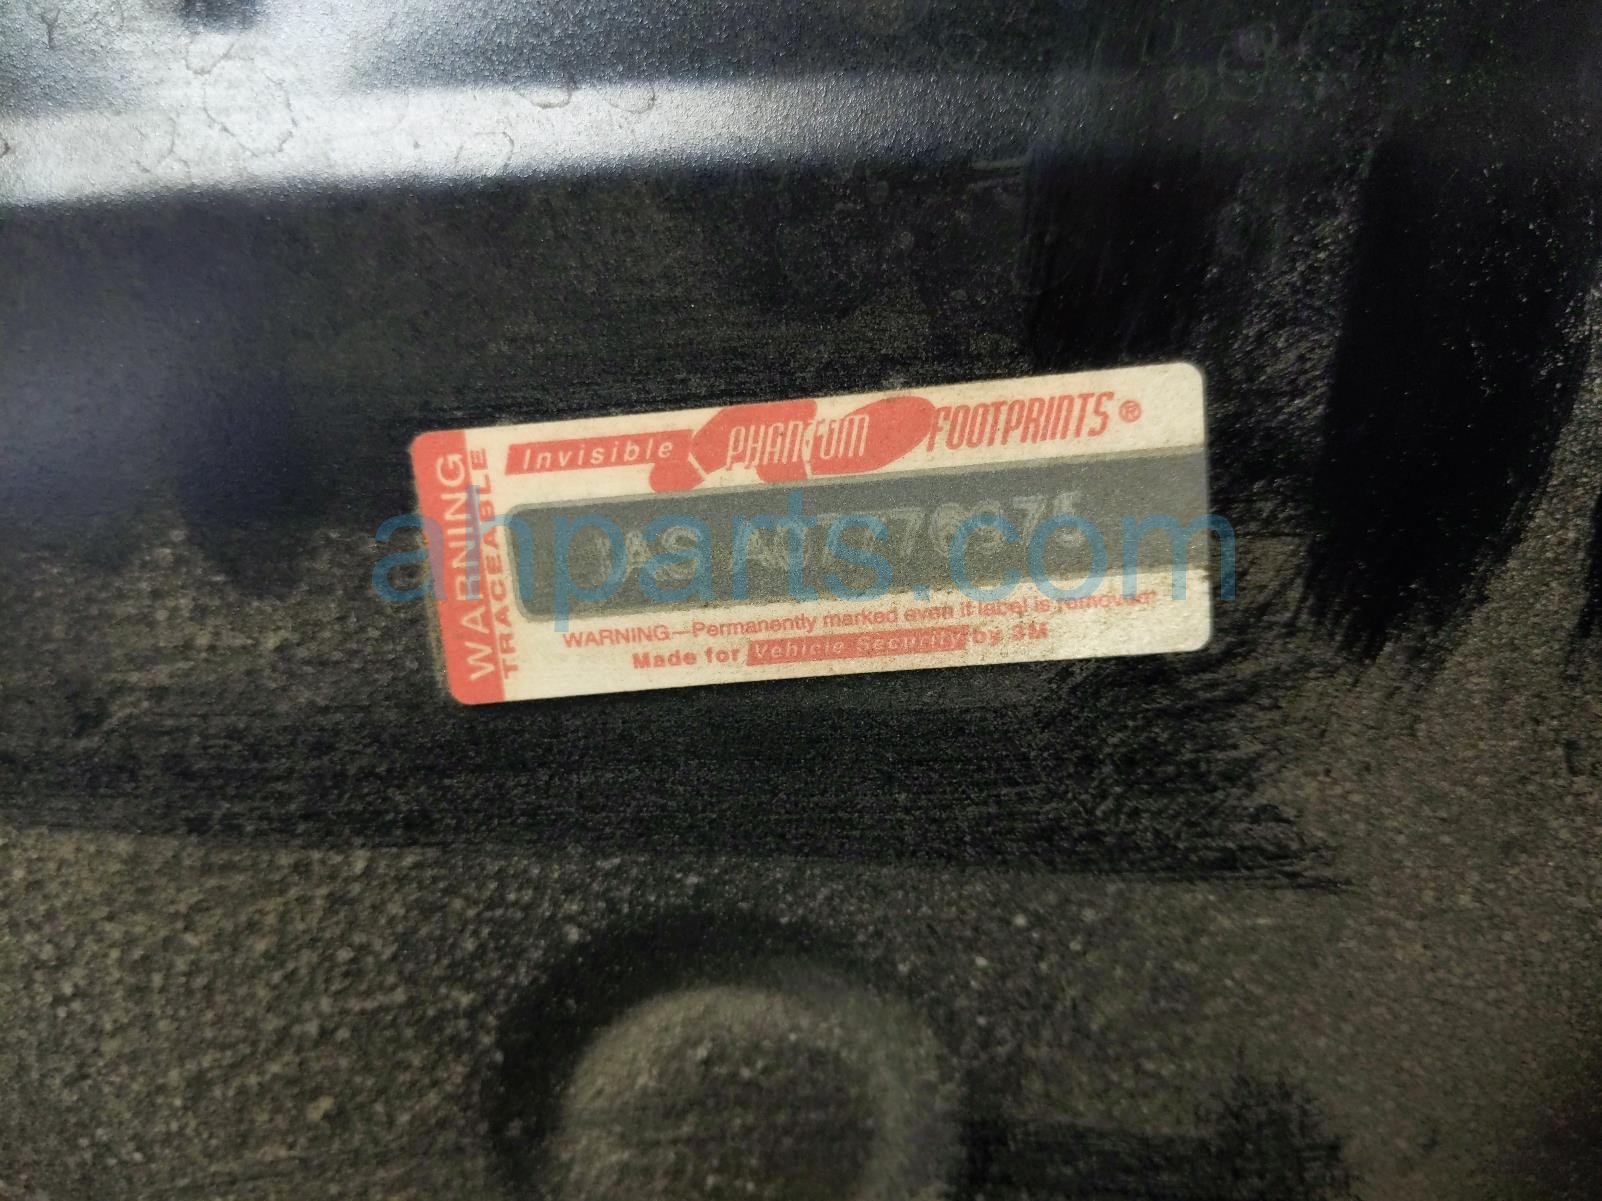 WARNING
TRACEABLE
Invisible PHANTOM FOOTPRINTS®
WARNING—Permanently marked even if label is removed.
Made for Vehicle Security by 3M
anparts.com